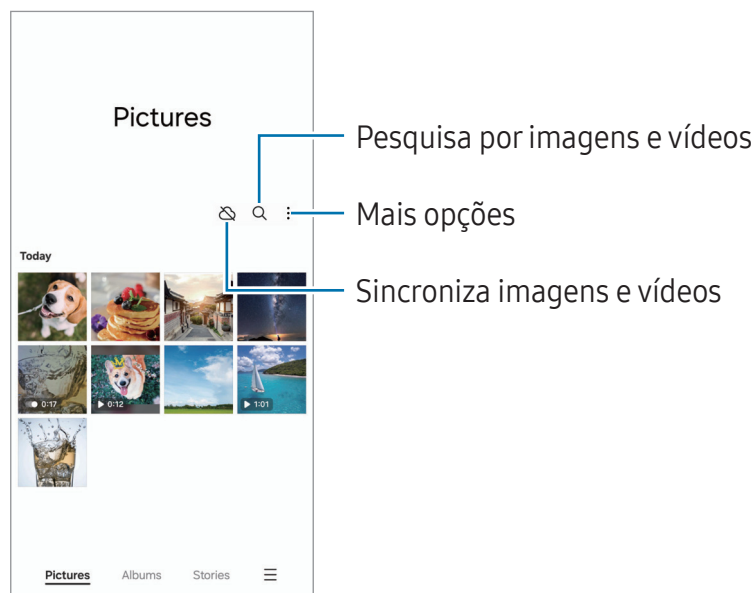 Pictures
Pesquisa por imagens e vídeos
Mais opções
Today
Sincroniza imagens e vídeos
0:17
0:12
1:01
Pictures Albums Stories